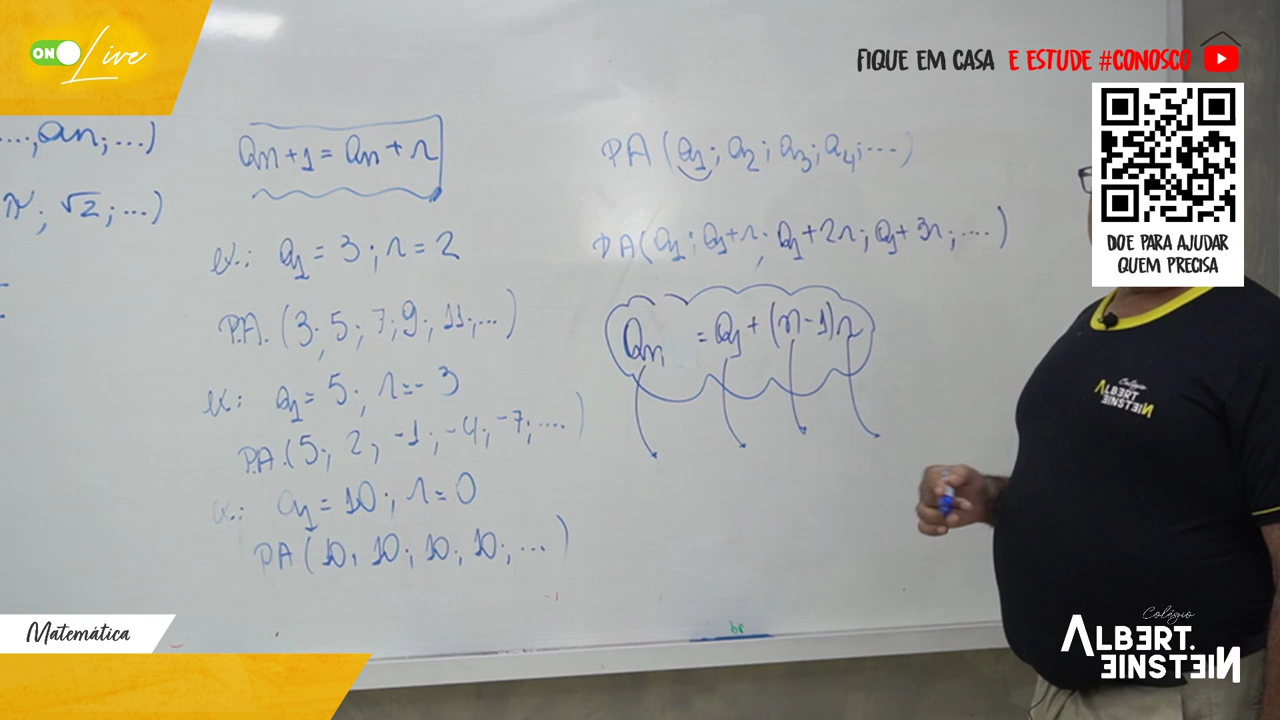 ON Live
FIQUE EM CASA E ESTUDE #CONOSCO
DOE PARA AJUDAR
QUEM PRECISA
...; an; ...)
π; √2; ...)
an+1 = an + r
ex.: a1 = 3; r = 2
P.A. (3; 5; 7; 9; 11; ...)
ex: a1 = 5; r = -3
P.A. (5; 2; -1; -4; -7; ....)
ex.: a1 = 10; r = 0
PA (10; 10; 10; 10; ...)
PA (a1; a2; a3; a4; ...)
PA (a1; a1+r; a1+2r; a1+3r; ....)
an = a1 + (n-1)r
Colégio
ALBERT
EINSTEIN
Matemática
Colégio
ALBERT.
EINSTEIN